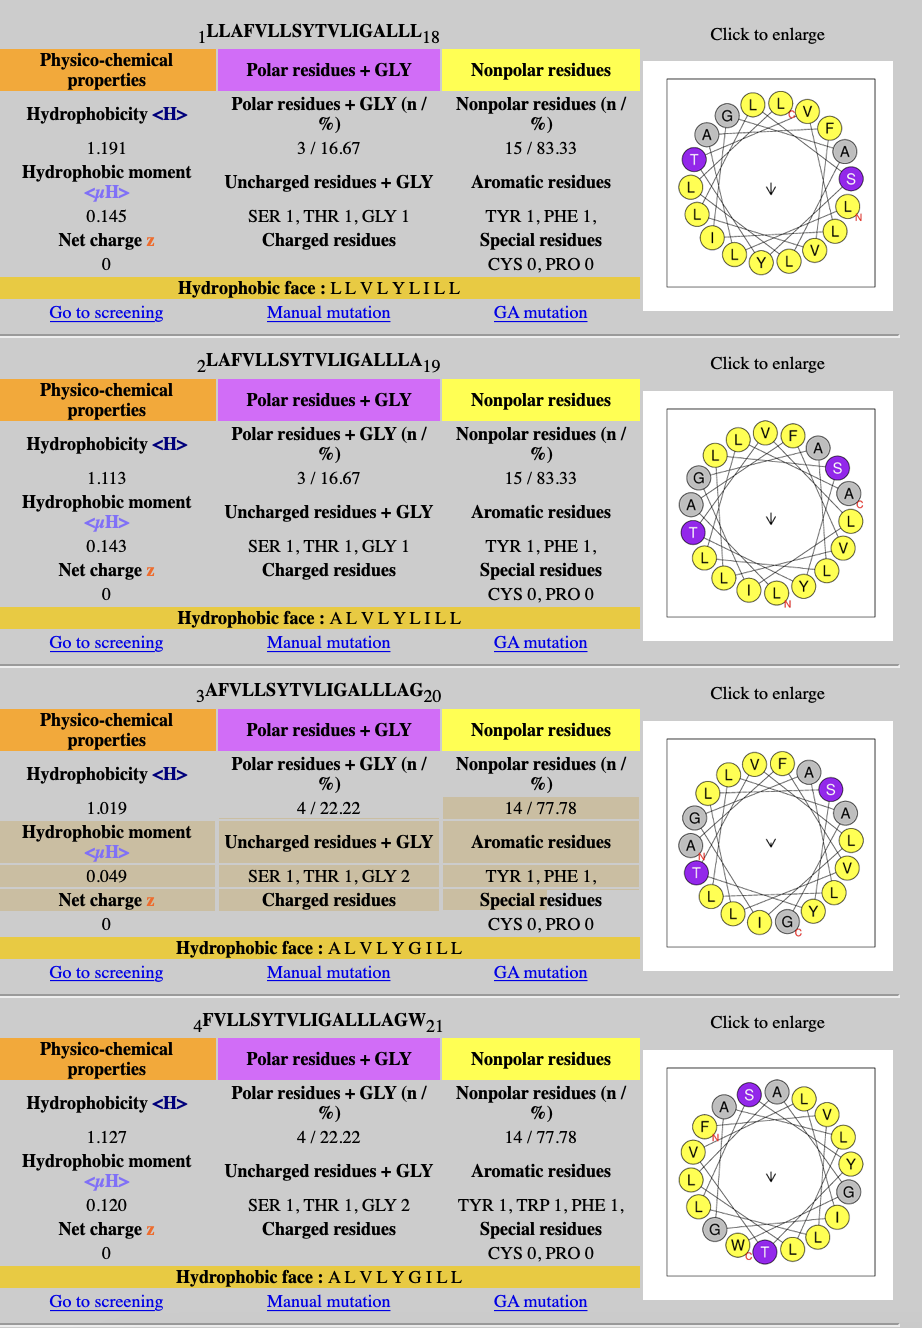 1LLAFVLLSYTVLIGALLL18
Click to enlarge
Physico-chemical properties
Polar residues + GLY
Nonpolar residues
Hydrophobicity <H>
Polar residues + GLY (n / %)
Nonpolar residues (n / %)
1.191
3 / 16.67
15 / 83.33
Hydrophobic moment <μH>
Uncharged residues + GLY
Aromatic residues
0.145
SER 1, THR 1, GLY 1
TYR 1, PHE 1,
Net charge z
Charged residues
Special residues
0
CYS 0, PRO 0
Hydrophobic face : L L V L Y L I L L
Go to screening
Manual mutation
GA mutation
L L V F A S L L V L Y L I L L T A G
C
N
2LAFVLLSYTVLIGALLLA19
Click to enlarge
Physico-chemical properties
Polar residues + GLY
Nonpolar residues
Hydrophobicity <H>
Polar residues + GLY (n / %)
Nonpolar residues (n / %)
1.113
3 / 16.67
15 / 83.33
Hydrophobic moment <μH>
Uncharged residues + GLY
Aromatic residues
0.143
SER 1, THR 1, GLY 1
TYR 1, PHE 1,
Net charge z
Charged residues
Special residues
0
CYS 0, PRO 0
Hydrophobic face : A L V L Y L I L L
Go to screening
Manual mutation
GA mutation
L V F A S A L V L Y L I L L T A G L
C
N
3AFVLLSYTVLIGALLLAG20
Click to enlarge
Physico-chemical properties
Polar residues + GLY
Nonpolar residues
Hydrophobicity <H>
Polar residues + GLY (n / %)
Nonpolar residues (n / %)
1.019
4 / 22.22
14 / 77.78
Hydrophobic moment <μH>
Uncharged residues + GLY
Aromatic residues
0.049
SER 1, THR 1, GLY 2
TYR 1, PHE 1,
Net charge z
Charged residues
Special residues
0
CYS 0, PRO 0
Hydrophobic face : A L V L Y G I L L
Go to screening
Manual mutation
GA mutation
V F A S A L V L Y G I L L T A G L L
N
C
4FVLLSYTVLIGALLLAGW21
Click to enlarge
Physico-chemical properties
Polar residues + GLY
Nonpolar residues
Hydrophobicity <H>
Polar residues + GLY (n / %)
Nonpolar residues (n / %)
1.127
4 / 22.22
14 / 77.78
Hydrophobic moment <μH>
Uncharged residues + GLY
Aromatic residues
0.120
SER 1, THR 1, GLY 2
TYR 1, TRP 1, PHE 1,
Net charge z
Charged residues
Special residues
0
CYS 0, PRO 0
Hydrophobic face : A L V L Y G I L L
Go to screening
Manual mutation
GA mutation
S A L V L Y G I L L T W G L L V F A
N
C